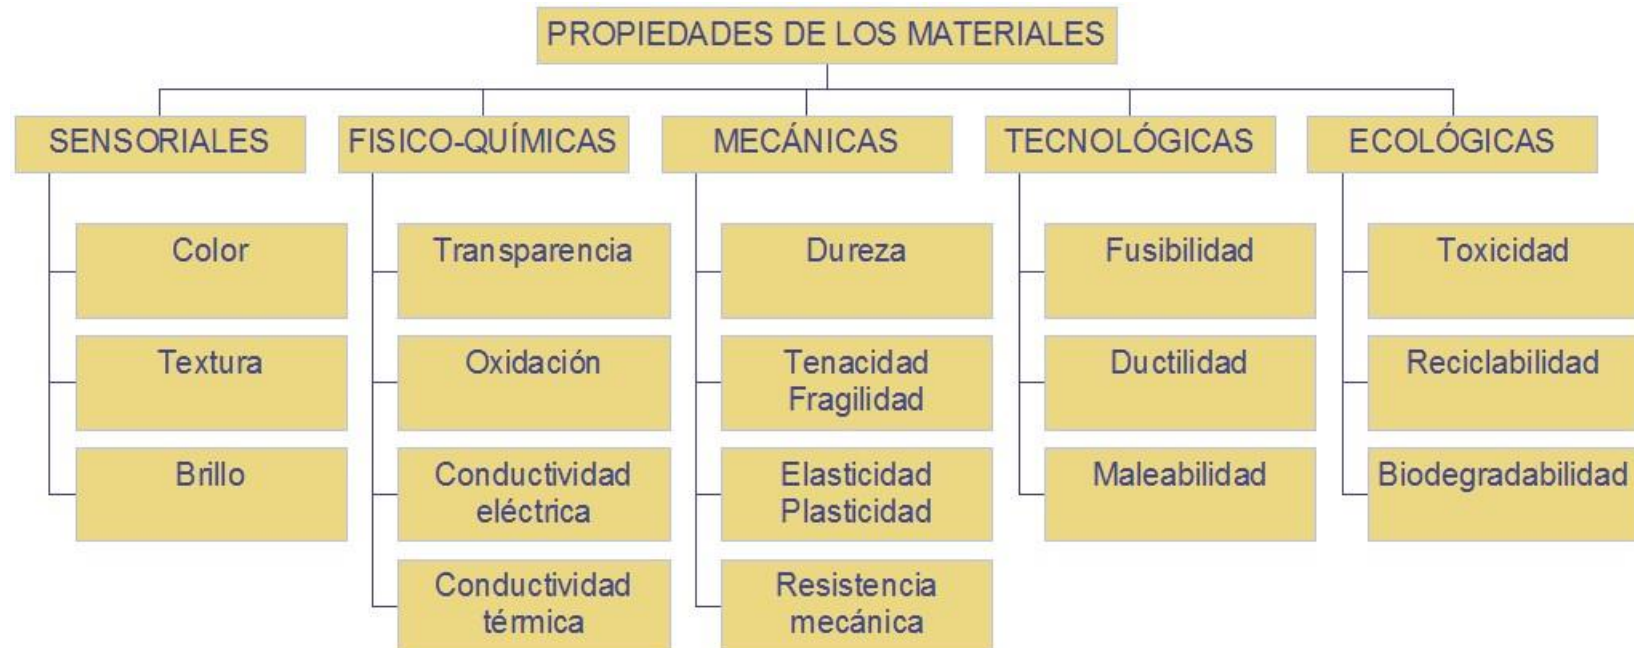 PROPIEDADES DE LOS MATERIALES
SENSORIALES
Color
Textura
Brillo
FISICO-QUÍMICAS
Transparencia
Oxidación
Conductividad
eléctrica
Conductividad
térmica
MECÁNICAS
Dureza
Tenacidad
Fragilidad
Elasticidad
Plasticidad
Resistencia
mecánica
TECNOLÓGICAS
Fusibilidad
Ductilidad
Maleabilidad
ECOLÓGICAS
Toxicidad
Reciclabilidad
Biodegradabilidad